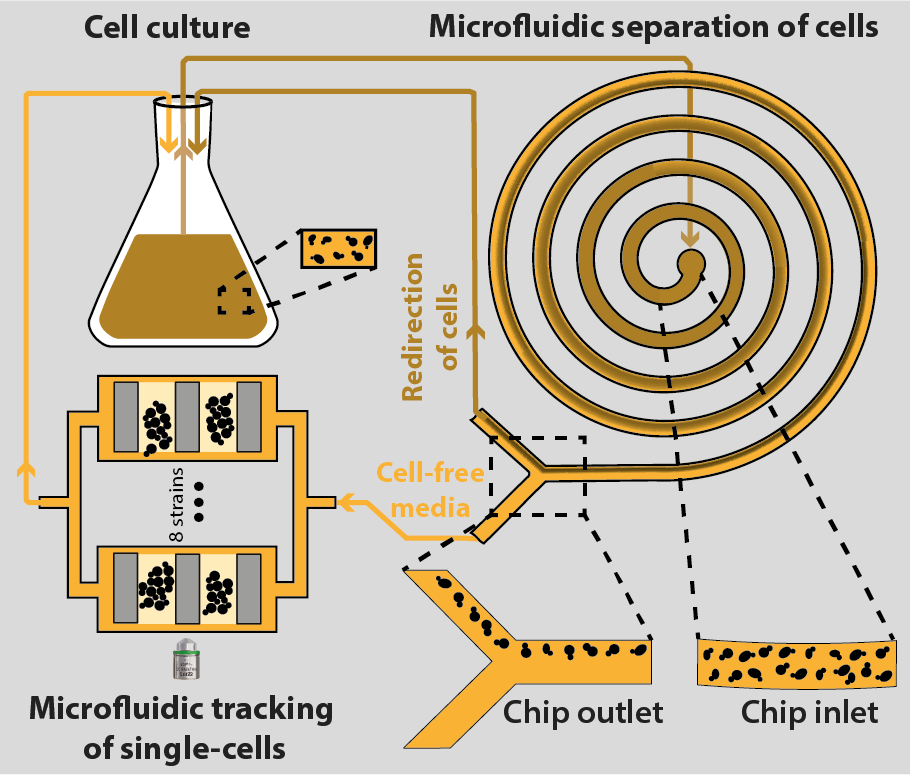 Cell culture
Microfluidic separation of cells
Redirection
of cells
Cell-free
media
8 strains
Microfluidic tracking
of single-cells
Chip outlet
Chip inlet